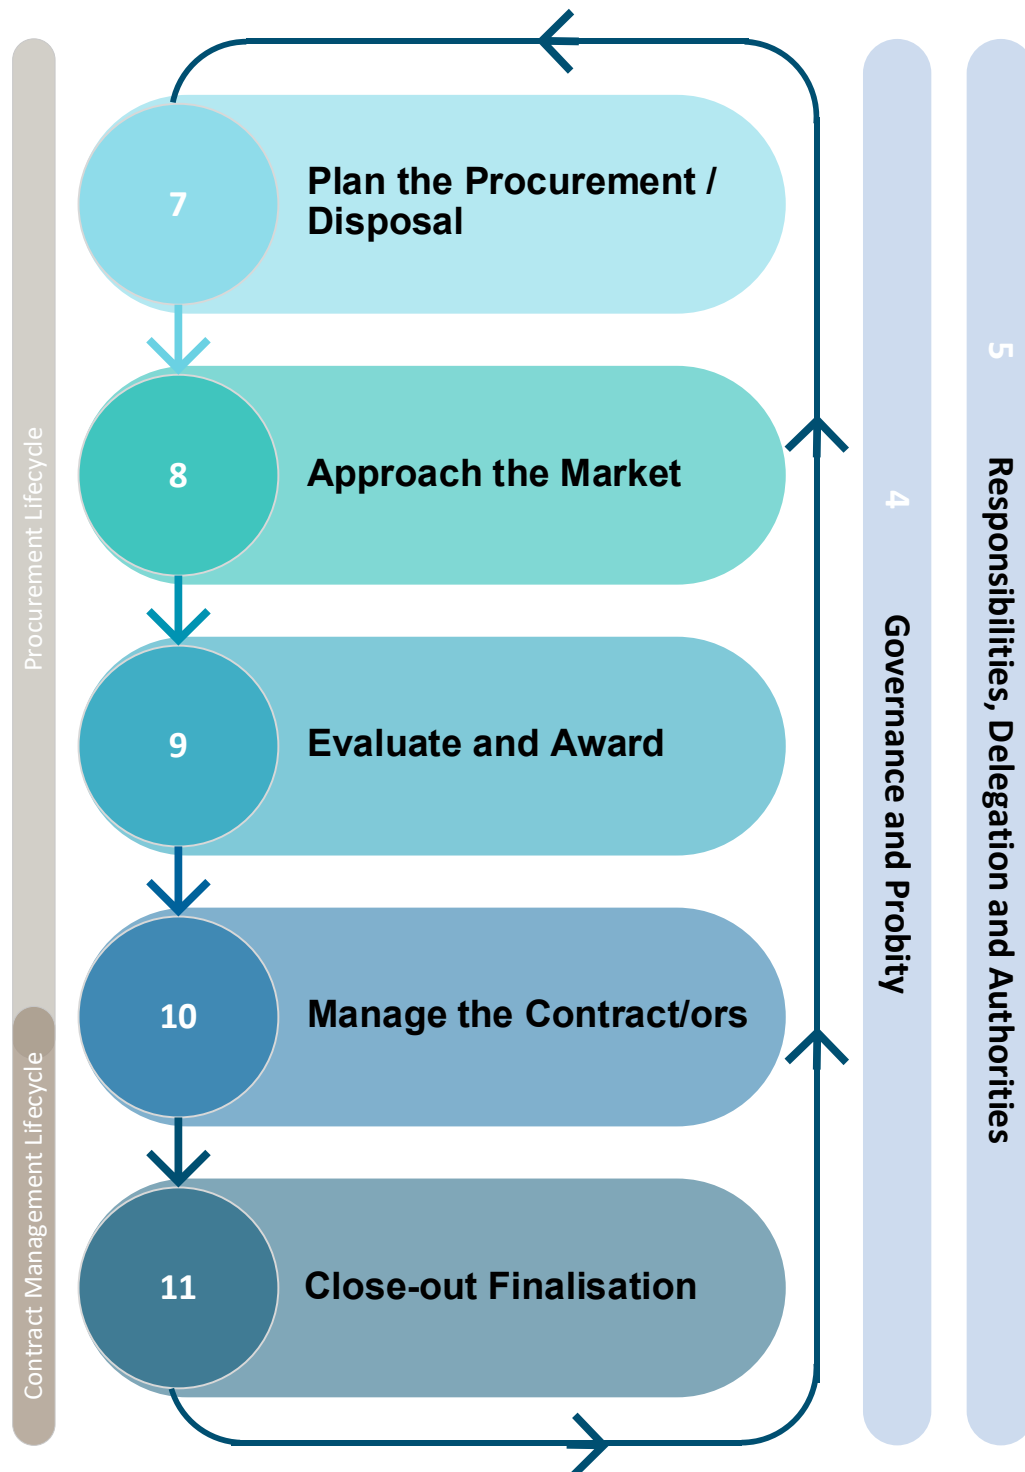 Procurement Lifecycle
Contract Management Lifecycle
7
Plan the Procurement /
Disposal
8
Approach the Market
9
Evaluate and Award
10
Manage the Contract/ors
11
Close-out Finalisation
4 Governance and Probity
5 Responsibilities, Delegation and Authorities